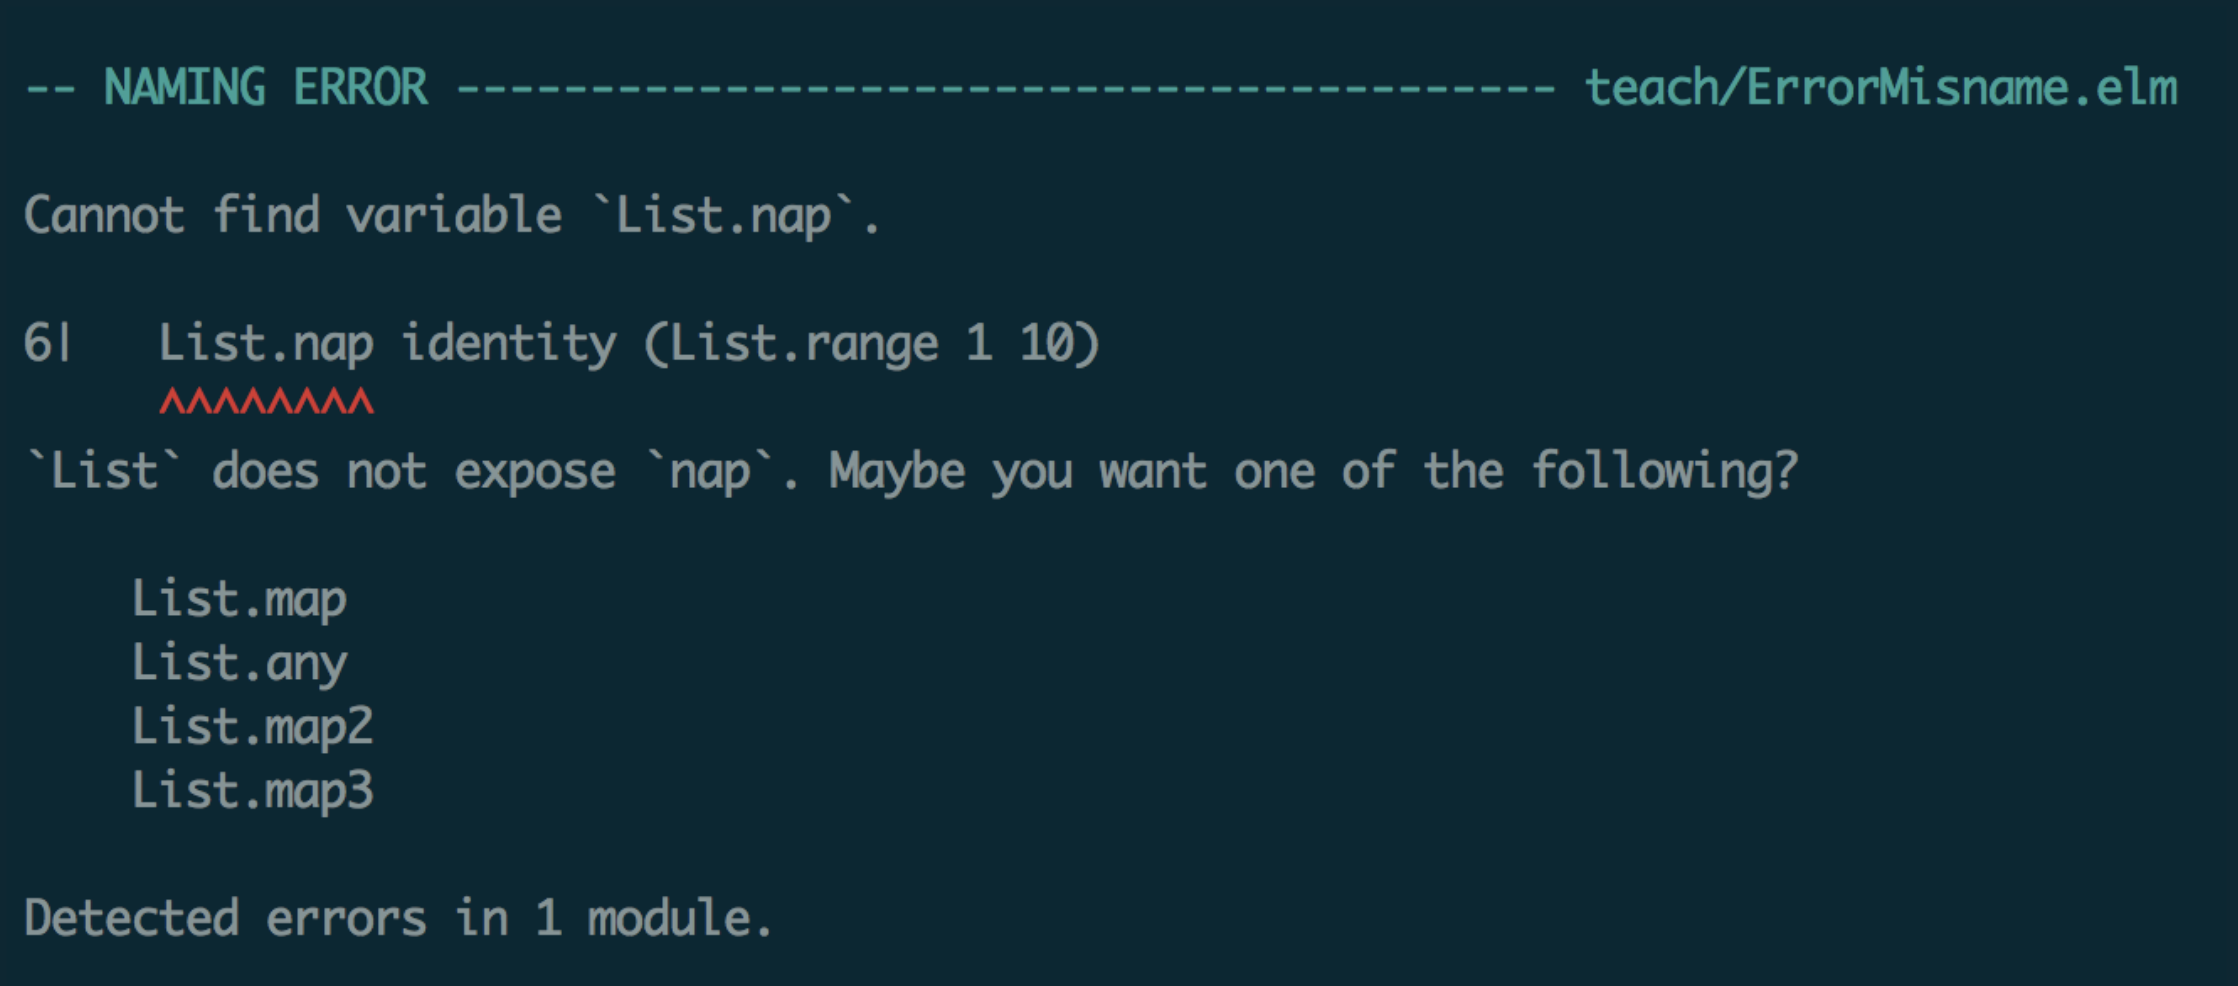 -- NAMING ERROR ----------------------------------------- teach/ErrorMisname.elm
Cannot find variable `List.nap`.
6|   List.nap identity (List.range 1 10)
     ^^^^^^^^
`List` does not expose `nap`. Maybe you want one of the following?
    List.map
    List.any
    List.map2
    List.map3
Detected errors in 1 module.